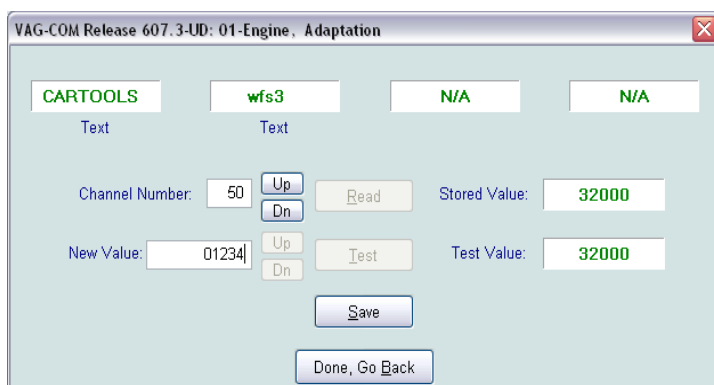 VAG-COM Release 607.3-UD: 01-Engine, Adaptation
CARTOOLS wfs3 N/A N/A
Text Text
Channel Number: 50 Up Dn Read Stored Value: 32000
New Value: 01234 Up Dn Test Test Value: 32000
Save
Done, Go Back